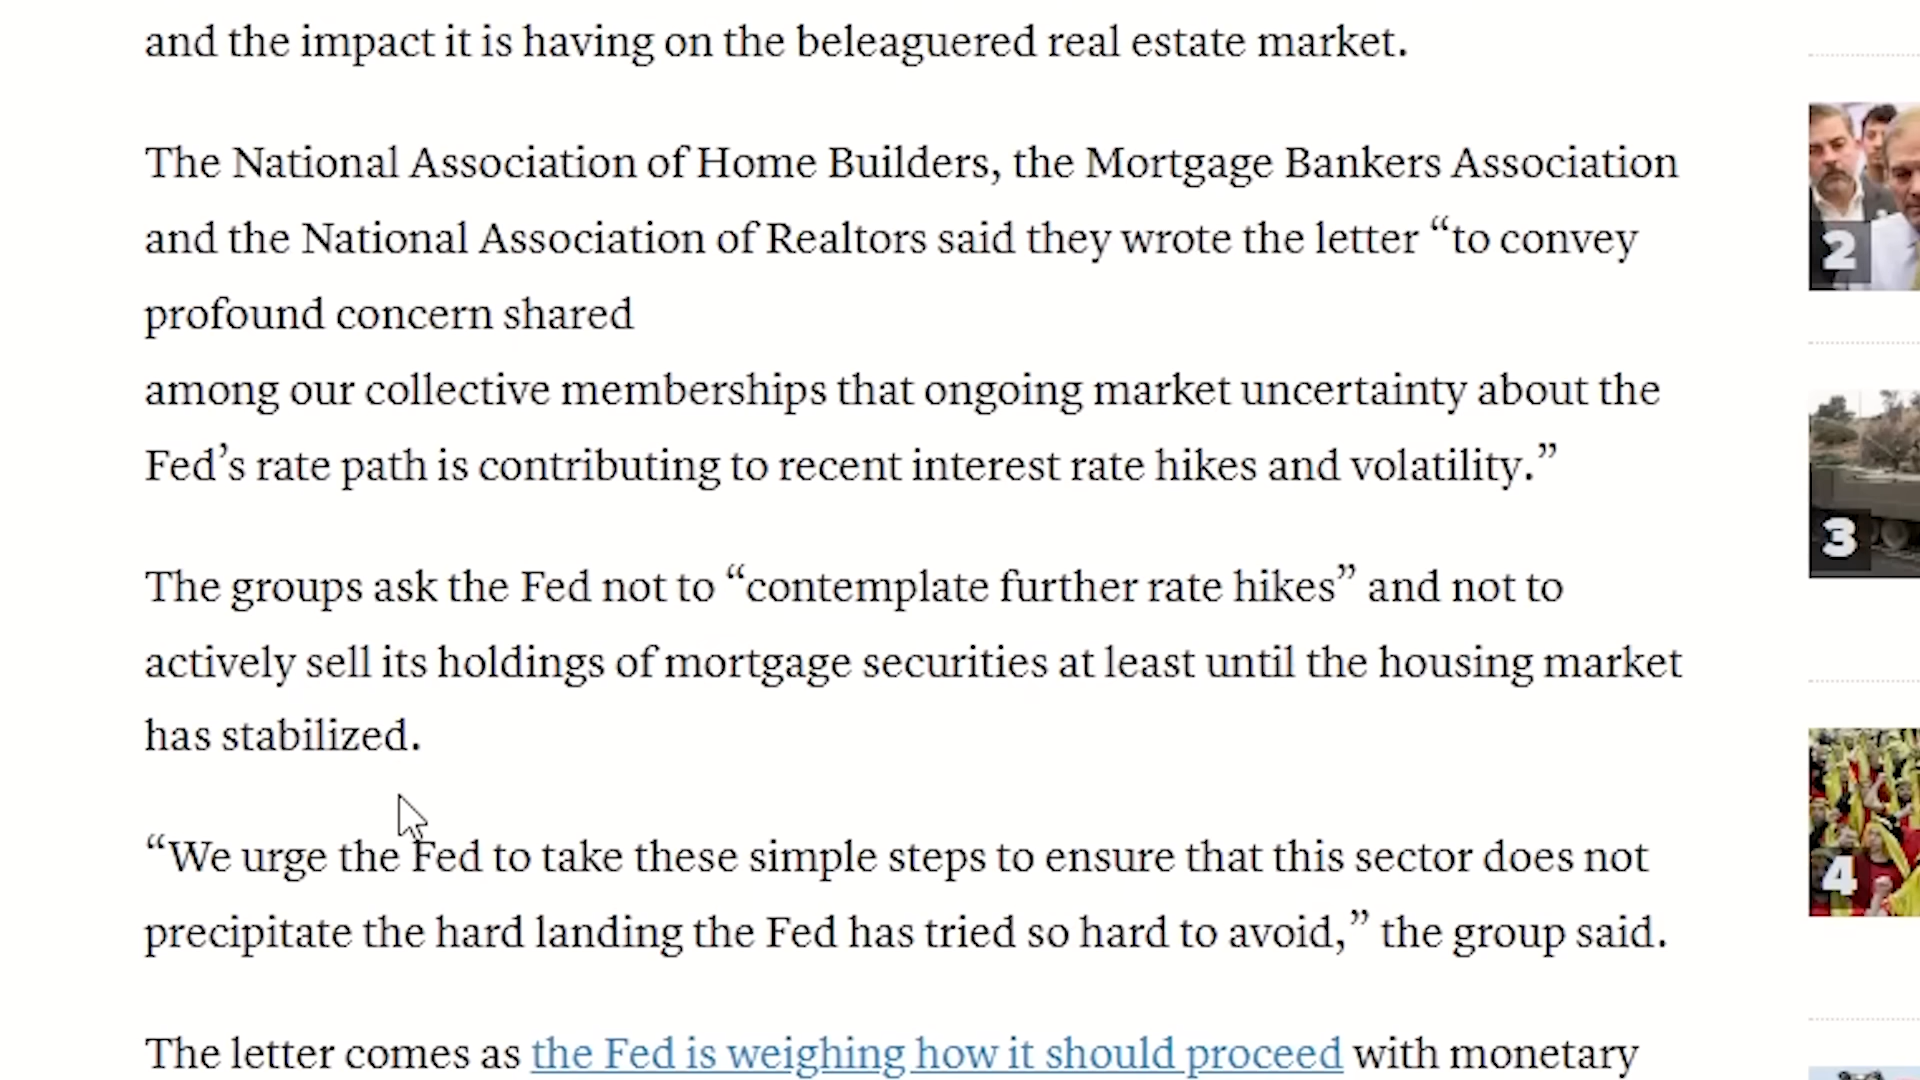 and the impact it is having on the beleaguered real estate market.
The National Association of Home Builders, the Mortgage Bankers Association
and the National Association of Realtors said they wrote the letter “to convey
profound concern shared
among our collective memberships that ongoing market uncertainty about the
Fed’s rate path is contributing to recent interest rate hikes and volatility.”
The groups ask the Fed not to “contemplate further rate hikes” and not to
actively sell its holdings of mortgage securities at least until the housing market
has stabilized.
“We urge the Fed to take these simple steps to ensure that this sector does not
precipitate the hard landing the Fed has tried so hard to avoid,” the group said.
The letter comes as the Fed is weighing how it should proceed with monetary
2
3
4